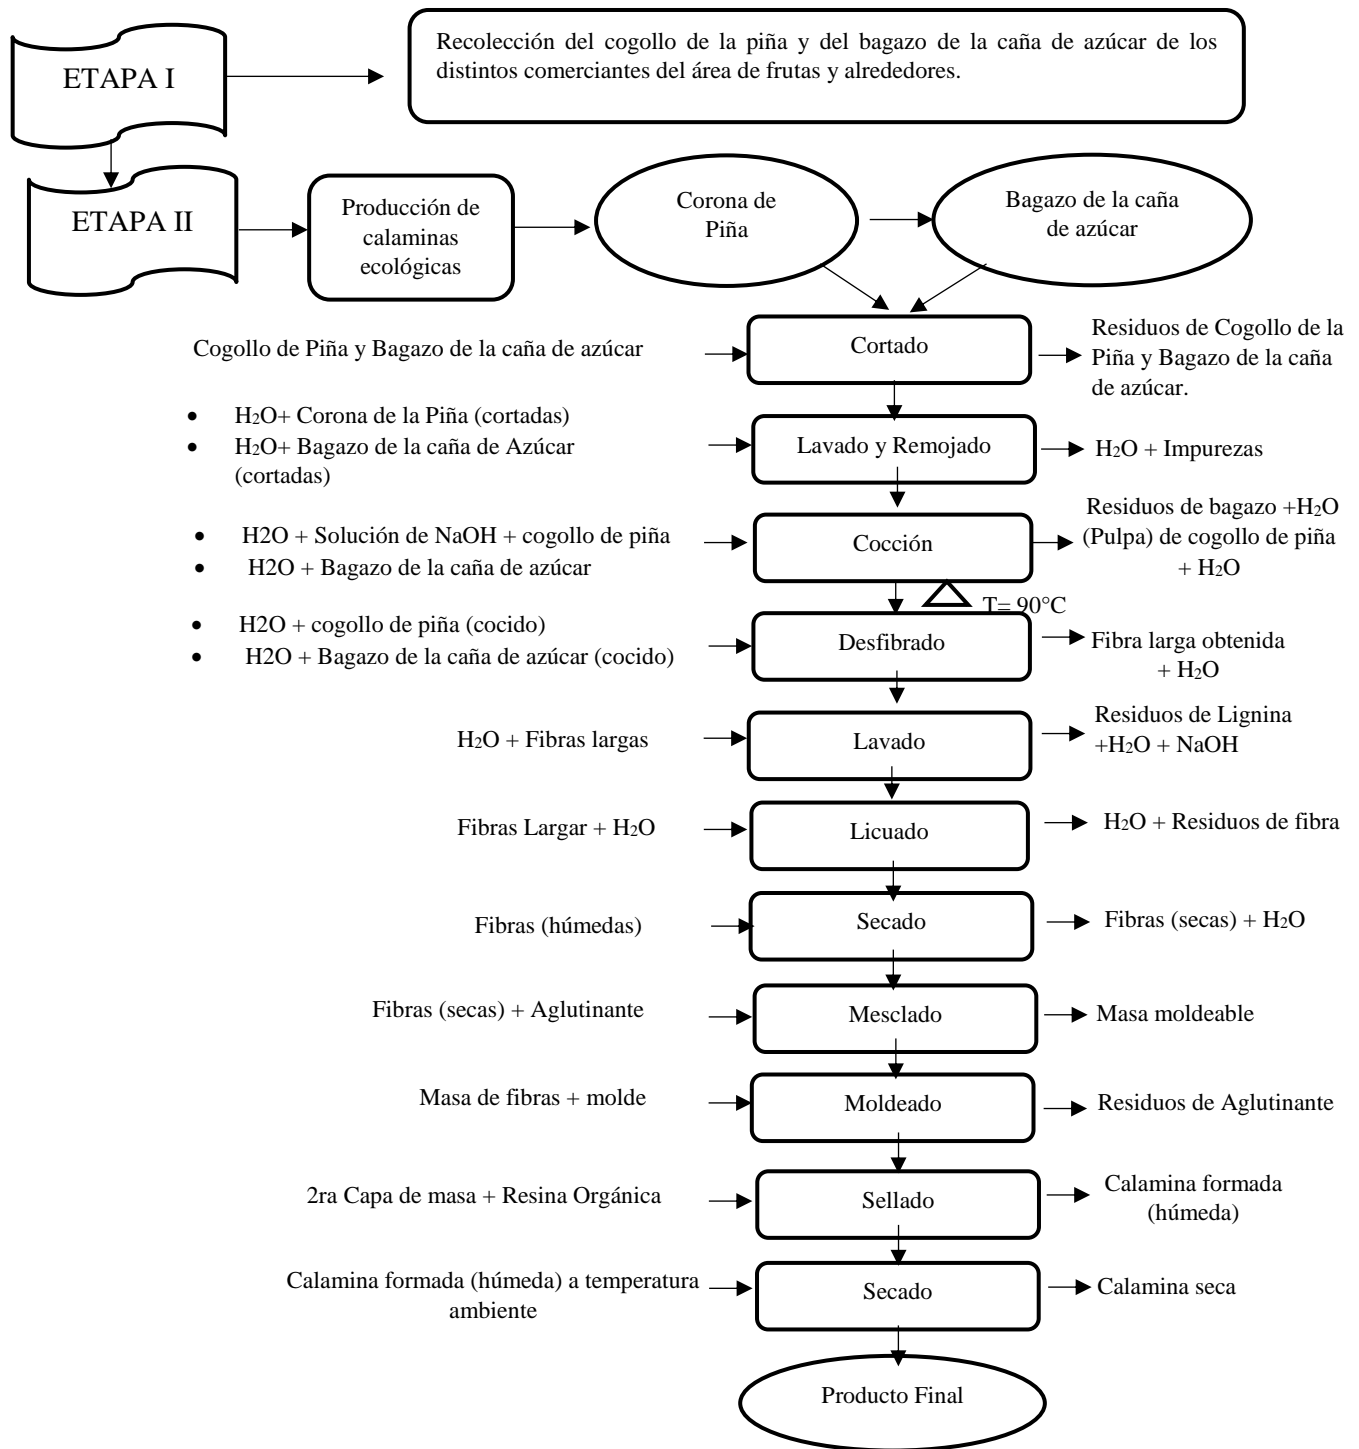 ETAPA I
Recolección del cogollo de la piña y del bagazo de la caña de azúcar de los
distintos comerciantes del área de frutas y alrededores.
ETAPA II
Producción de
calaminas
ecológicas
Corona de
Piña
Bagazo de la caña
de azúcar
Cogollo de Piña y Bagazo de la caña de azúcar
Cortado
Residuos de Cogollo de la
Piña y Bagazo de la caña
de azúcar.
• H2O+ Corona de la Piña (cortadas)
• H2O+ Bagazo de la caña de Azúcar
(cortadas)
Lavado y Remojado
H2O + Impurezas
• H2O + Solución de NaOH + cogollo de piña
• H2O + Bagazo de la caña de azúcar
Cocción
Residuos de bagazo +H2O
(Pulpa) de cogollo de piña
+ H2O
T= 90°C
• H2O + cogollo de piña (cocido)
• H2O + Bagazo de la caña de azúcar (cocido)
Desfibrado
Fibra larga obtenida
+ H2O
H2O + Fibras largas
Lavado
Residuos de Lignina
+H2O + NaOH
Fibras Largar + H2O
Licuado
H2O + Residuos de fibra
Fibras (húmedas)
Secado
Fibras (secas) + H2O
Fibras (secas) + Aglutinante
Mesclado
Masa moldeable
Masa de fibras + molde
Moldeado
Residuos de Aglutinante
2ra Capa de masa + Resina Orgánica
Sellado
Calamina formada
(húmeda)
Calamina formada (húmeda) a temperatura
ambiente
Secado
Calamina seca
Producto Final